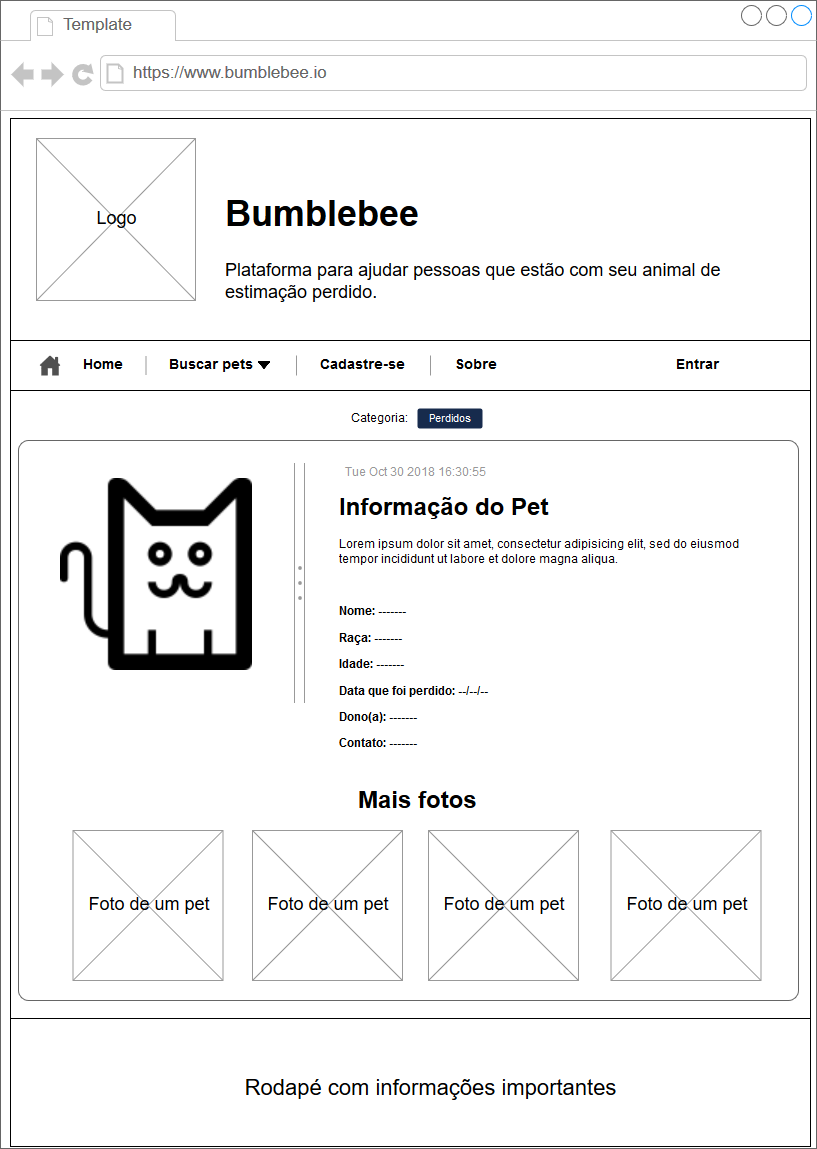 Template
https://www.bumblebee.io
Logo
Bumblebee
Plataforma para ajudar pessoas que estão com seu animal de
estimação perdido.
Home Buscar pets Cadastre-se Sobre Entrar
Categoria: Perdidos
Tue Oct 30 2018 16:30:55
Informação do Pet
Lorem ipsum dolor sit amet, consectetur adipisicing elit, sed do eiusmod
tempor incididunt ut labore et dolore magna aliqua.
Nome: -------
Raça: -------
Idade: -------
Data que foi perdido: --/--/--
Dono(a): -------
Contato: -------
Mais fotos
Foto de um pet Foto de um pet Foto de um pet Foto de um pet
Rodapé com informações importantes